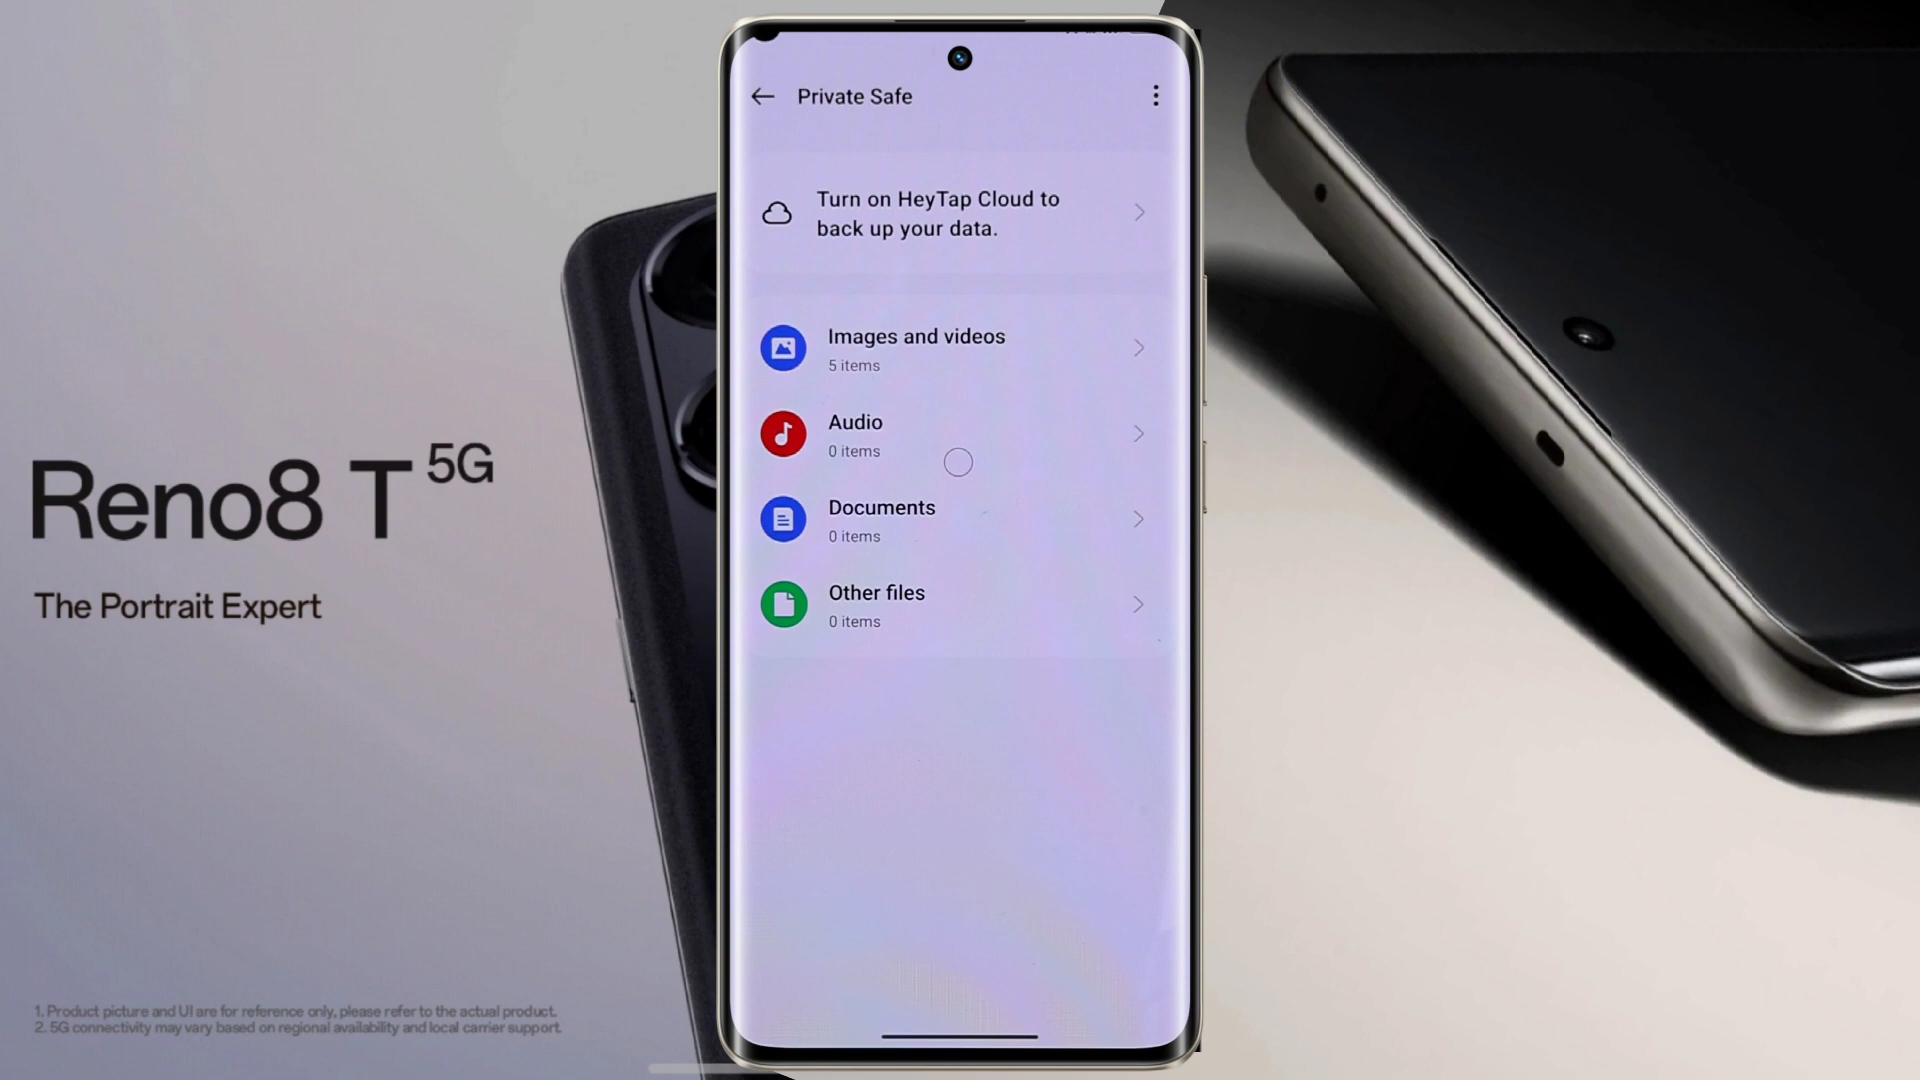 Reno8 T 5G
The Portrait Expert
1. Product picture and UI are for reference only, please refer to the actual product.
2. 5G connectivity may vary based on regional availability and local carrier support.
Private Safe
Turn on HeyTap Cloud to
back up your data.
Images and videos
5 items
Audio
0 items
Documents
0 items
Other files
0 items